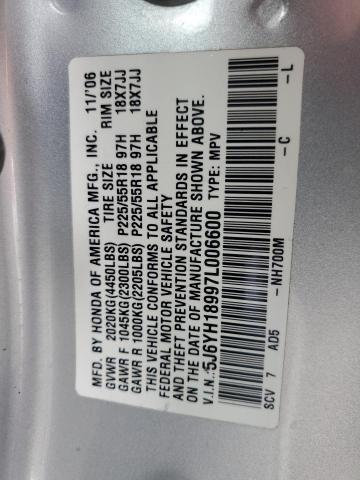 MFD. BY HONDA OF AMERICA MFG., INC. 11/'06
GVWR 2020KG(4450LBS) TIRE SIZE RIM SIZE
GAWR F 1045KG(2300LBS) P225/55R18 97H 18X7JJ
GAWR R 1000KG(2205LBS) P225/55R18 97H 18X7JJ
THIS VEHICLE CONFORMS TO ALL APPLICABLE
FEDERAL MOTOR VEHICLE SAFETY
AND THEFT PREVENTION STANDARDS IN EFFECT
ON THE DATE OF MANUFACTURE SHOWN ABOVE.
V.I.N.:5J6YH18997L006600 TYPE: MPV
SCV 7 AD5 -NH700M -C -L